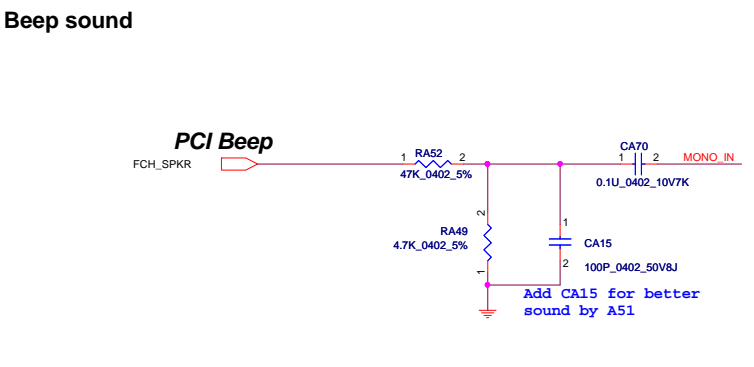 Beep sound
PCI Beep
FCH_SPKR
1 RA52 2
47K_0402_5%
CA70
1 2
0.1U_0402_10V7K
MONO_IN
2
RA49
4.7K_0402_5%
1
1
CA15
2
100P_0402_50V8J
Add CA15 for better
sound by A51